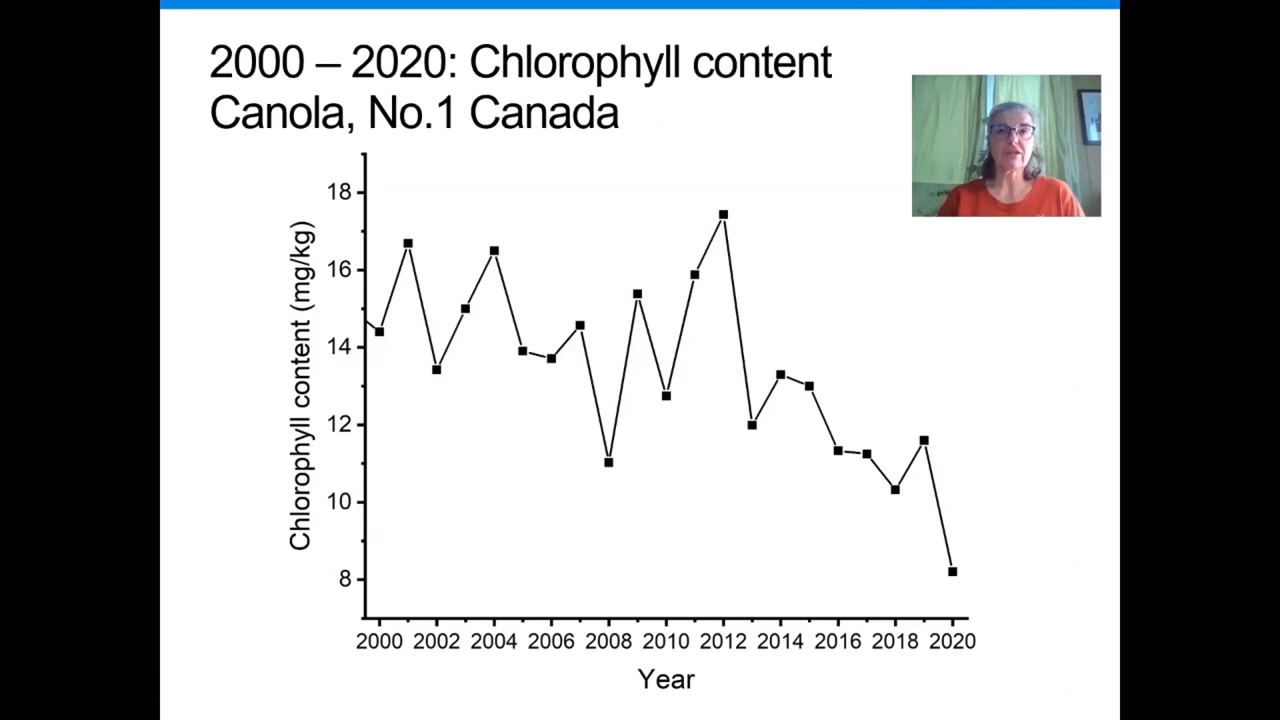 2000 – 2020: Chlorophyll content
Canola, No.1 Canada
Chlorophyll content (mg/kg)
18
16
14
12
10
8
2000 2002 2004 2006 2008 2010 2012 2014 2016 2018 2020
Year